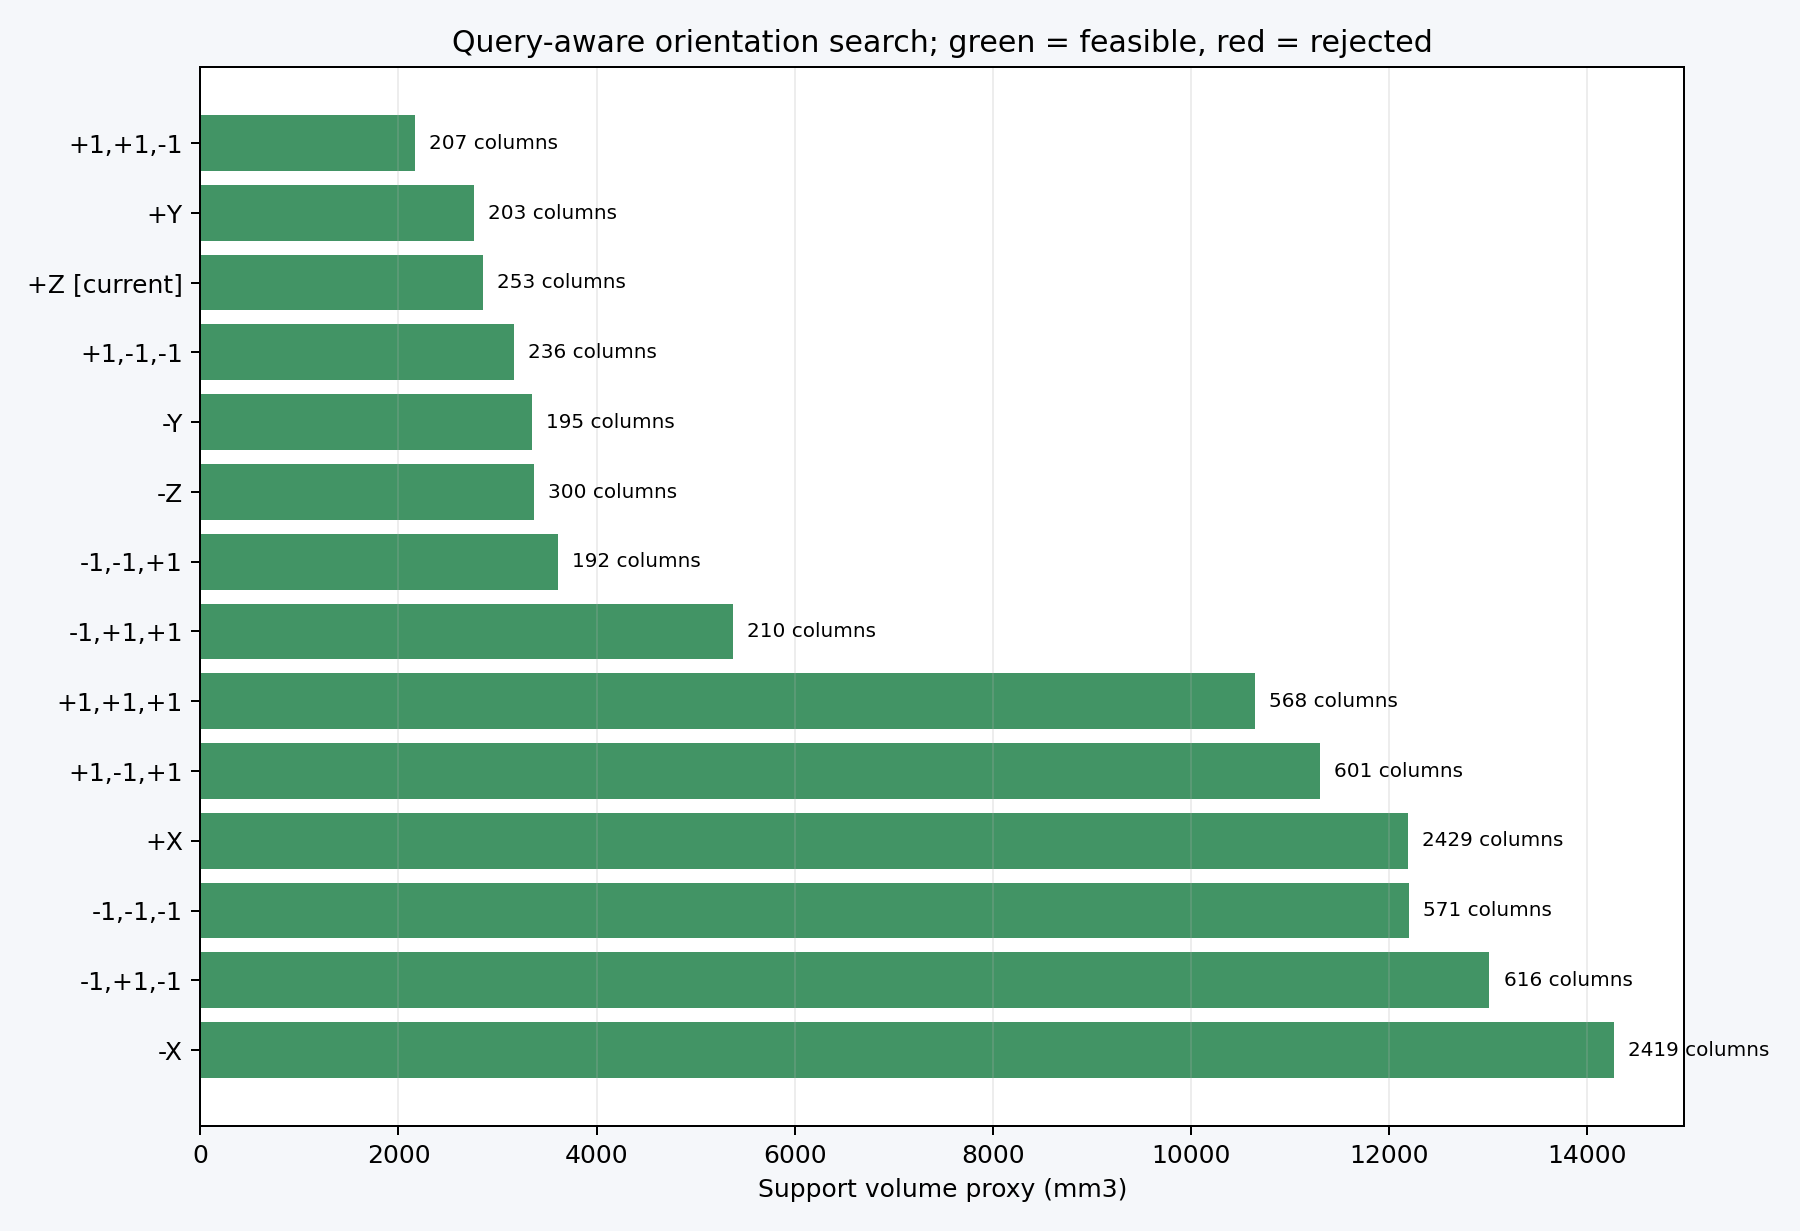 Query-aware orientation search; green = feasible, red = rejected
+1,+1,-1 207 columns
+Y 203 columns
+Z [current] 253 columns
+1,-1,-1 236 columns
-Y 195 columns
-Z 300 columns
-1,-1,+1 192 columns
-1,+1,+1 210 columns
+1,+1,+1 568 columns
+1,-1,+1 601 columns
+X 2429 columns
-1,-1,-1 571 columns
-1,+1,-1 616 columns
-X 2419 columns
0 2000 4000 6000 8000 10000 12000 14000
Support volume proxy (mm3)